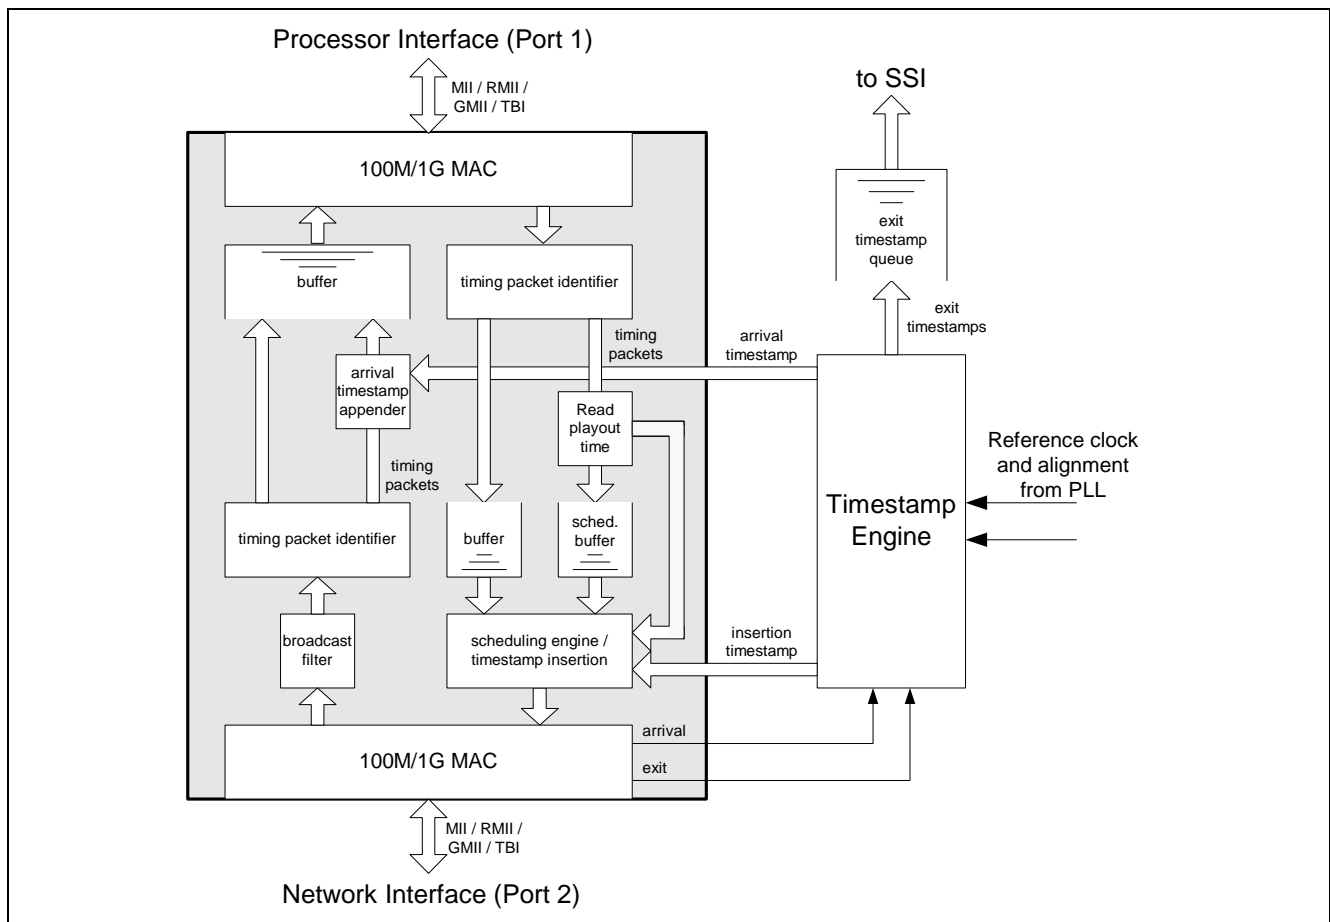 Processor Interface (Port 1)
MII / RMII /
GMII / TBI
to SSI
100M/1G MAC
exit
timestamp
queue
buffer
timing packet identifier
exit
timestamps
timing
packets
arrival
timestamp
arrival
timestamp
appender
Read
playout
time
Reference clock
and alignment
from PLL
timing
packets
Timestamp
Engine
timing packet identifier
buffer
sched.
buffer
broadcast
filter
scheduling engine /
timestamp insertion
insertion
timestamp
100M/1G MAC
arrival
exit
MII / RMII /
GMII / TBI
Network Interface (Port 2)